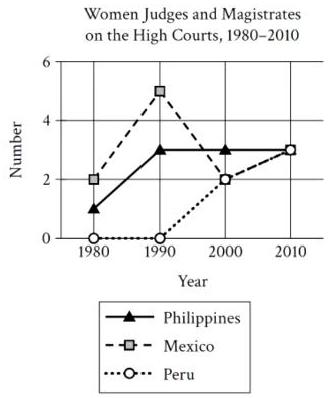 Women Judges and Magistrates
on the High Courts, 1980–2010
6
4
2
0
Number
1980 1990 2000 2010
Year
Philippines
Mexico
Peru